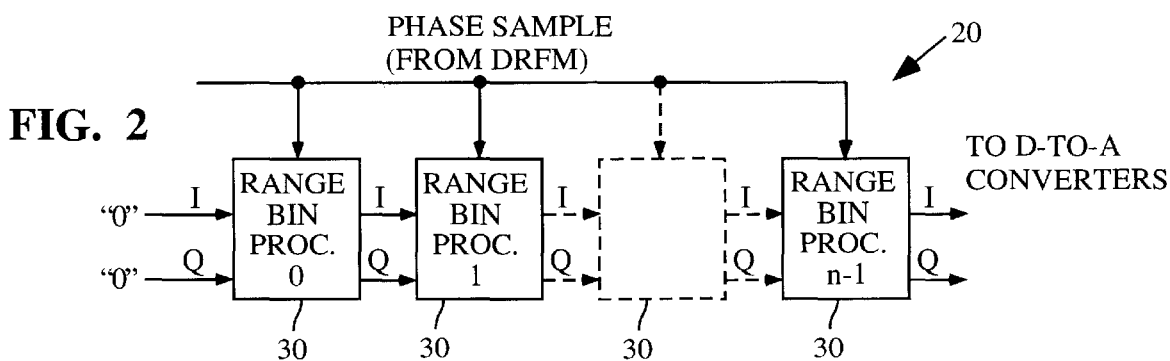 PHASE SAMPLE
(FROM DRFM)
20
FIG. 2
TO D-TO-A
CONVERTERS
“0” I
“0” Q
RANGE
BIN
PROC.
0
I
Q
RANGE
BIN
PROC.
1
I
Q
I
Q
RANGE
BIN
PROC.
n-1
I
Q
30 30 30 30